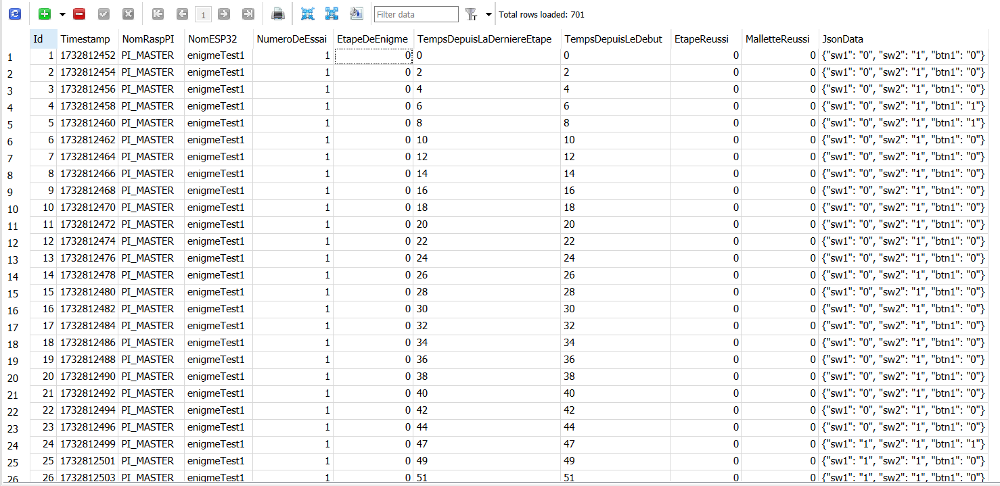 1 Filter data Total rows loaded: 701
Id Timestamp NomRaspPI NomESP32 NumeroDeEssai EtapeDeEnigme TempsDepuisLaDerniereEtape TempsDepuisLeDebut EtapeReussi MalletteReussi JsonData
1 1 1732812452 PI_MASTER enigmeTest1 1 0 0 0 0 0 {"sw1": "0", "sw2": "1", "btn1": "0"}
2 2 1732812454 PI_MASTER enigmeTest1 1 0 2 2 0 0 {"sw1": "0", "sw2": "1", "btn1": "0"}
3 3 1732812456 PI_MASTER enigmeTest1 1 0 4 4 0 0 {"sw1": "0", "sw2": "1", "btn1": "0"}
4 4 1732812458 PI_MASTER enigmeTest1 1 0 6 6 0 0 {"sw1": "0", "sw2": "1", "btn1": "1"}
5 5 1732812460 PI_MASTER enigmeTest1 1 0 8 8 0 0 {"sw1": "0", "sw2": "1", "btn1": "1"}
6 6 1732812462 PI_MASTER enigmeTest1 1 0 10 10 0 0 {"sw1": "0", "sw2": "1", "btn1": "0"}
7 7 1732812464 PI_MASTER enigmeTest1 1 0 12 12 0 0 {"sw1": "0", "sw2": "1", "btn1": "0"}
8 8 1732812466 PI_MASTER enigmeTest1 1 0 14 14 0 0 {"sw1": "0", "sw2": "1", "btn1": "0"}
9 9 1732812468 PI_MASTER enigmeTest1 1 0 16 16 0 0 {"sw1": "0", "sw2": "1", "btn1": "0"}
10 10 1732812470 PI_MASTER enigmeTest1 1 0 18 18 0 0 {"sw1": "0", "sw2": "1", "btn1": "0"}
11 11 1732812472 PI_MASTER enigmeTest1 1 0 20 20 0 0 {"sw1": "0", "sw2": "1", "btn1": "0"}
12 12 1732812474 PI_MASTER enigmeTest1 1 0 22 22 0 0 {"sw1": "0", "sw2": "1", "btn1": "0"}
13 13 1732812476 PI_MASTER enigmeTest1 1 0 24 24 0 0 {"sw1": "0", "sw2": "1", "btn1": "0"}
14 14 1732812478 PI_MASTER enigmeTest1 1 0 26 26 0 0 {"sw1": "0", "sw2": "1", "btn1": "0"}
15 15 1732812480 PI_MASTER enigmeTest1 1 0 28 28 0 0 {"sw1": "0", "sw2": "1", "btn1": "0"}
16 16 1732812482 PI_MASTER enigmeTest1 1 0 30 30 0 0 {"sw1": "0", "sw2": "1", "btn1": "0"}
17 17 1732812484 PI_MASTER enigmeTest1 1 0 32 32 0 0 {"sw1": "0", "sw2": "1", "btn1": "0"}
18 18 1732812486 PI_MASTER enigmeTest1 1 0 34 34 0 0 {"sw1": "0", "sw2": "1", "btn1": "0"}
19 19 1732812488 PI_MASTER enigmeTest1 1 0 36 36 0 0 {"sw1": "0", "sw2": "1", "btn1": "0"}
20 20 1732812490 PI_MASTER enigmeTest1 1 0 38 38 0 0 {"sw1": "0", "sw2": "1", "btn1": "0"}
21 21 1732812492 PI_MASTER enigmeTest1 1 0 40 40 0 0 {"sw1": "0", "sw2": "1", "btn1": "0"}
22 22 1732812494 PI_MASTER enigmeTest1 1 0 42 42 0 0 {"sw1": "0", "sw2": "1", "btn1": "0"}
23 23 1732812496 PI_MASTER enigmeTest1 1 0 44 44 0 0 {"sw1": "0", "sw2": "1", "btn1": "0"}
24 24 1732812499 PI_MASTER enigmeTest1 1 0 47 47 0 0 {"sw1": "1", "sw2": "1", "btn1": "1"}
25 25 1732812501 PI_MASTER enigmeTest1 1 0 49 49 0 0 {"sw1": "1", "sw2": "1", "btn1": "0"}
26 26 1732812503 PI_MASTER enigmeTest1 1 0 51 51 0 0 {"sw1": "1", "sw2": "1", "btn1": "0"}